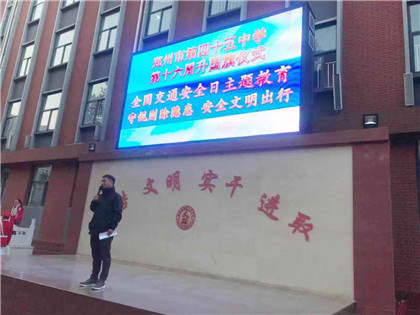 郑州市第四十五中学
第十六周升国旗仪式
全国交通安全日主题教育
守规则除隐患 安全文明出行
文明 实干 进取